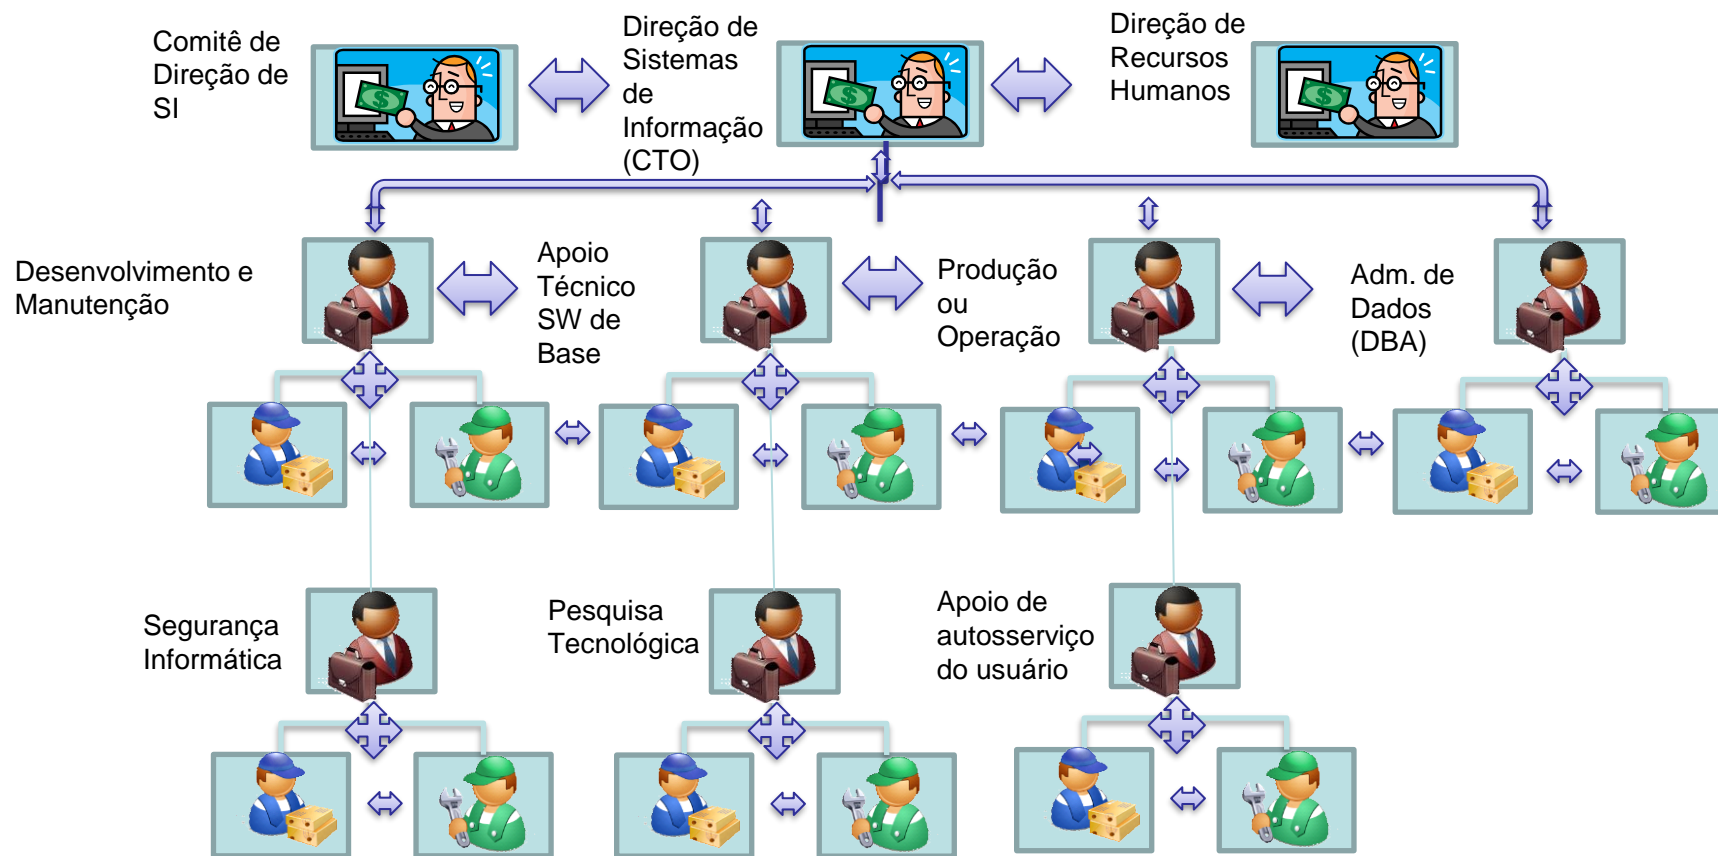 Comitê de
Direção de
SI
Direção de
Sistemas
de
Informação
(CTO)
Direção de
Recursos
Humanos
Desenvolvimento e
Manutenção
Apoio
Técnico
SW de
Base
Produção
ou
Operação
Adm. de
Dados
(DBA)
Segurança
Informática
Pesquisa
Tecnológica
Apoio de
autosserviço
do usuário